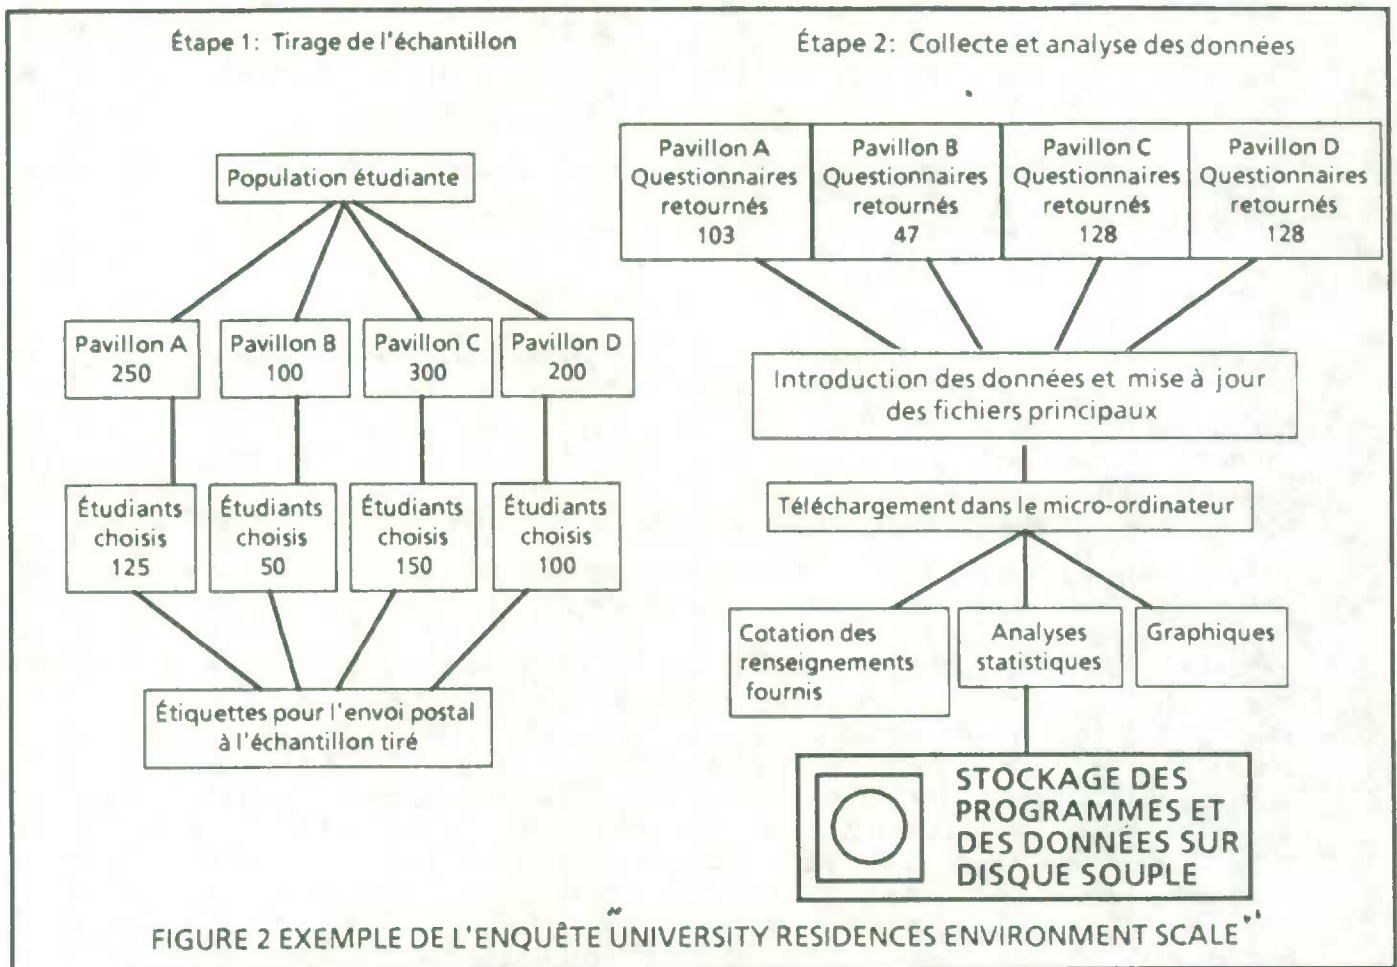 Étape 1: Tirage de l'échantillon
Population étudiante
Pavillon A
250
Pavillon B
100
Pavillon C
300
Pavillon D
200
Étudiants
choisis
125
Étudiants
choisis
50
Étudiants
choisis
150
Étudiants
choisis
100
Étiquettes pour l'envoi postal
à l'échantillon tiré
Étape 2: Collecte et analyse des données
Pavillon A
Questionnaires
retournés
103
Pavillon B
Questionnaires
retournés
47
Pavillon C
Questionnaires
retournés
128
Pavillon D
Questionnaires
retournés
128
Introduction des données et mise à jour
des fichiers principaux
Téléchargement dans le micro-ordinateur
Cotation des
renseignements
fournis
Analyses
statistiques
Graphiques
STOCKAGE DES
PROGRAMMES ET
DES DONNÉES SUR
DISQUE SOUPLE
FIGURE 2 EXEMPLE DE L'ENQUÊTE "UNIVERSITY RESIDENCES ENVIRONMENT SCALE"